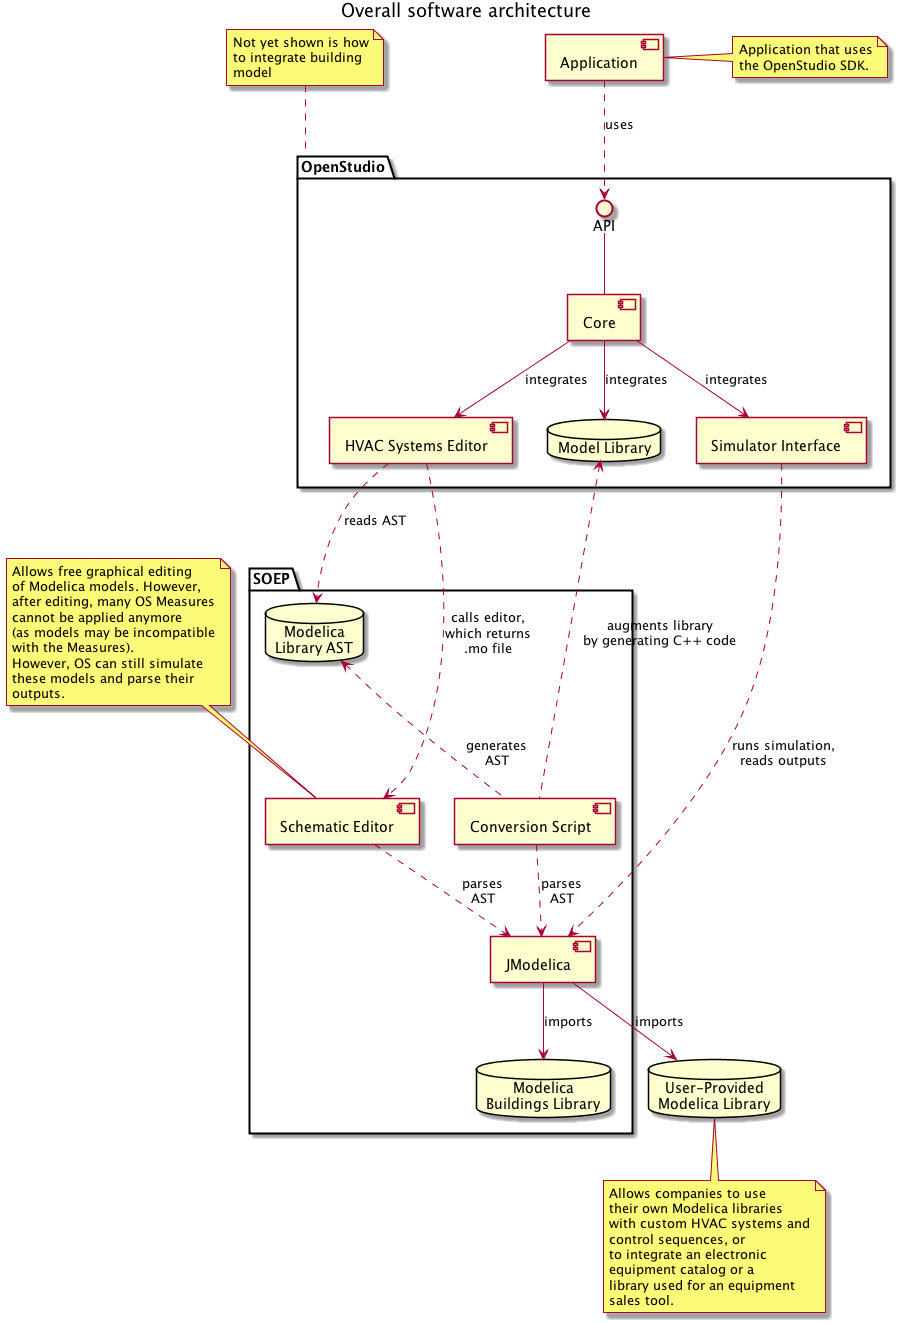 Overall software architecture
Not yet shown is how
to integrate building
model
Application
Application that uses
the OpenStudio SDK.
uses
OpenStudio
API
Core
integrates
integrates
integrates
HVAC Systems Editor
Model Library
Simulator Interface
reads AST
Allows free graphical editing
of Modelica models. However,
after editing, many OS Measures
cannot be applied anymore
(as models may be incompatible
with the Measures).
However, OS can still simulate
these models and parse their
outputs.
SOEP
Modelica
Library AST
calls editor,
which returns
.mo file
augments library
by generating C++ code
generates
AST
runs simulation,
reads outputs
Schematic Editor
Conversion Script
parses
AST
parses
AST
JModelica
imports
imports
Modelica
Buildings Library
User-Provided
Modelica Library
Allows companies to use
their own Modelica libraries
with custom HVAC systems and
control sequences, or
to integrate an electronic
equipment catalog or a
library used for an equipment
sales tool.